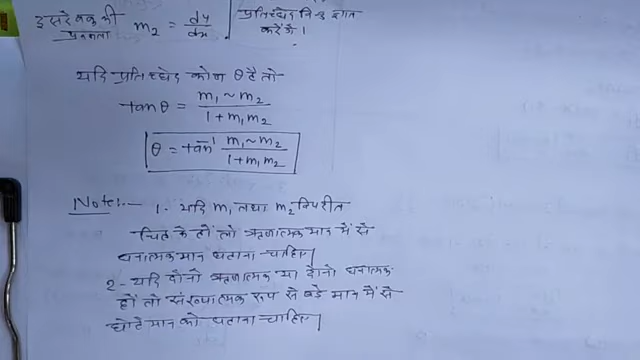 दूसरे वक्र की
प्रवणता m₂ = dy/dx | प्रतिच्छेद बिन्दु ज्ञात
करेंगे।
यदि प्रतिच्छेद कोण θ है तो
tanθ = (m₁ ~ m₂)/(1 + m₁m₂)
θ = tan⁻¹ (m₁ ~ m₂)/(1 + m₁m₂)
Note:- 1- यदि m₁ तथा m₂ विपरीत
चिन्ह के हों तो ऋणात्मक मान में से
धनात्मक मान घटाना चाहिए।
2- यदि दोनों ऋणात्मक या दोनों धनात्मक
हों तो संख्यात्मक रूप से बड़े मान में से
छोटे मान को घटाना चाहिए।